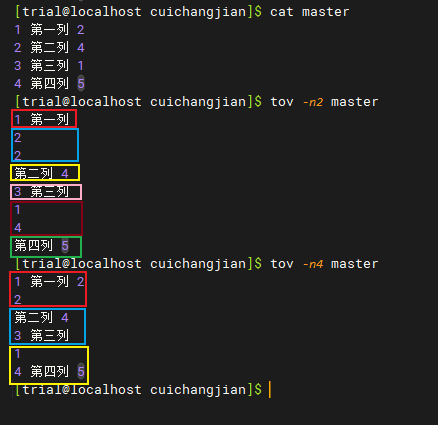 [trial@localhost cuichangjian]$ cat master
1 第一列 2
2 第二列 4
3 第三列 1
4 第四列 5
[trial@localhost cuichangjian]$ tov -n2 master
1 第一列
2
2
第二列 4
3 第三列
1
4
第四列 5
[trial@localhost cuichangjian]$ tov -n4 master
1 第一列 2
2
第二列 4
3 第三列
1
4 第四列 5
[trial@localhost cuichangjian]$